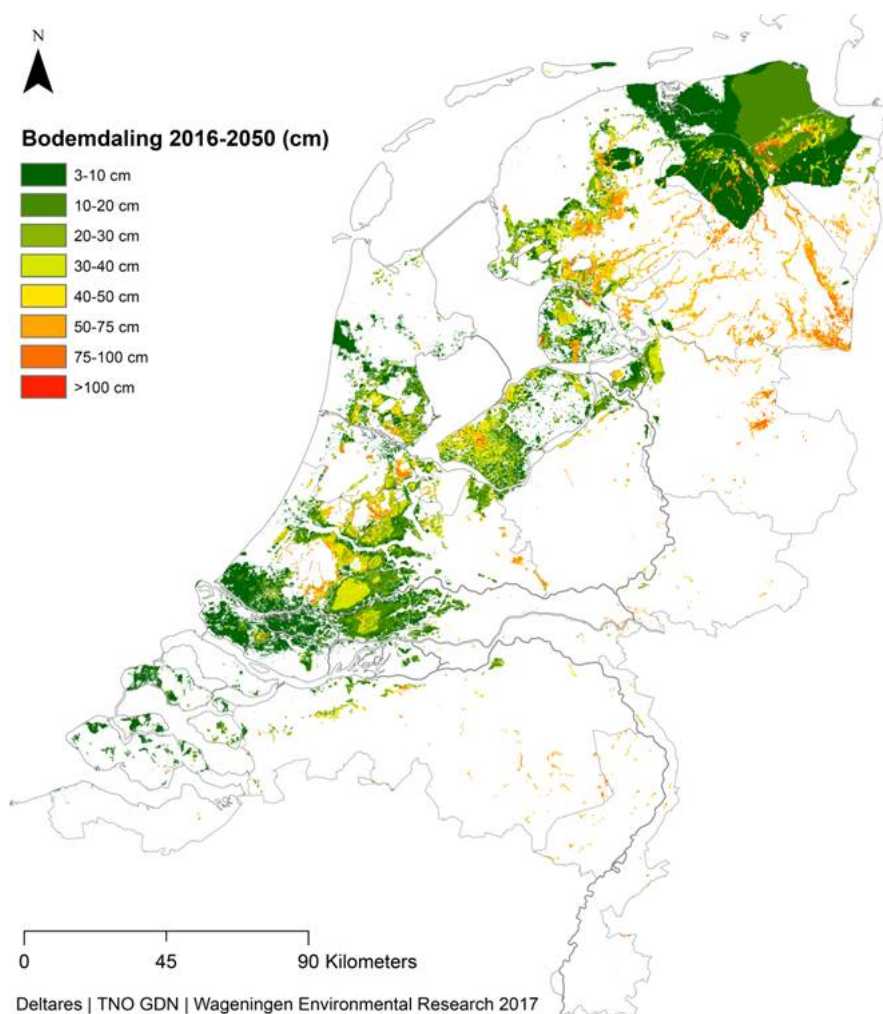 N
Bodemdaling 2016-2050 (cm)
3-10 cm
10-20 cm
20-30 cm
30-40 cm
40-50 cm
50-75 cm
75-100 cm
>100 cm
0 45 90 Kilometers
Deltares | TNO GDN | Wageningen Environmental Research 2017